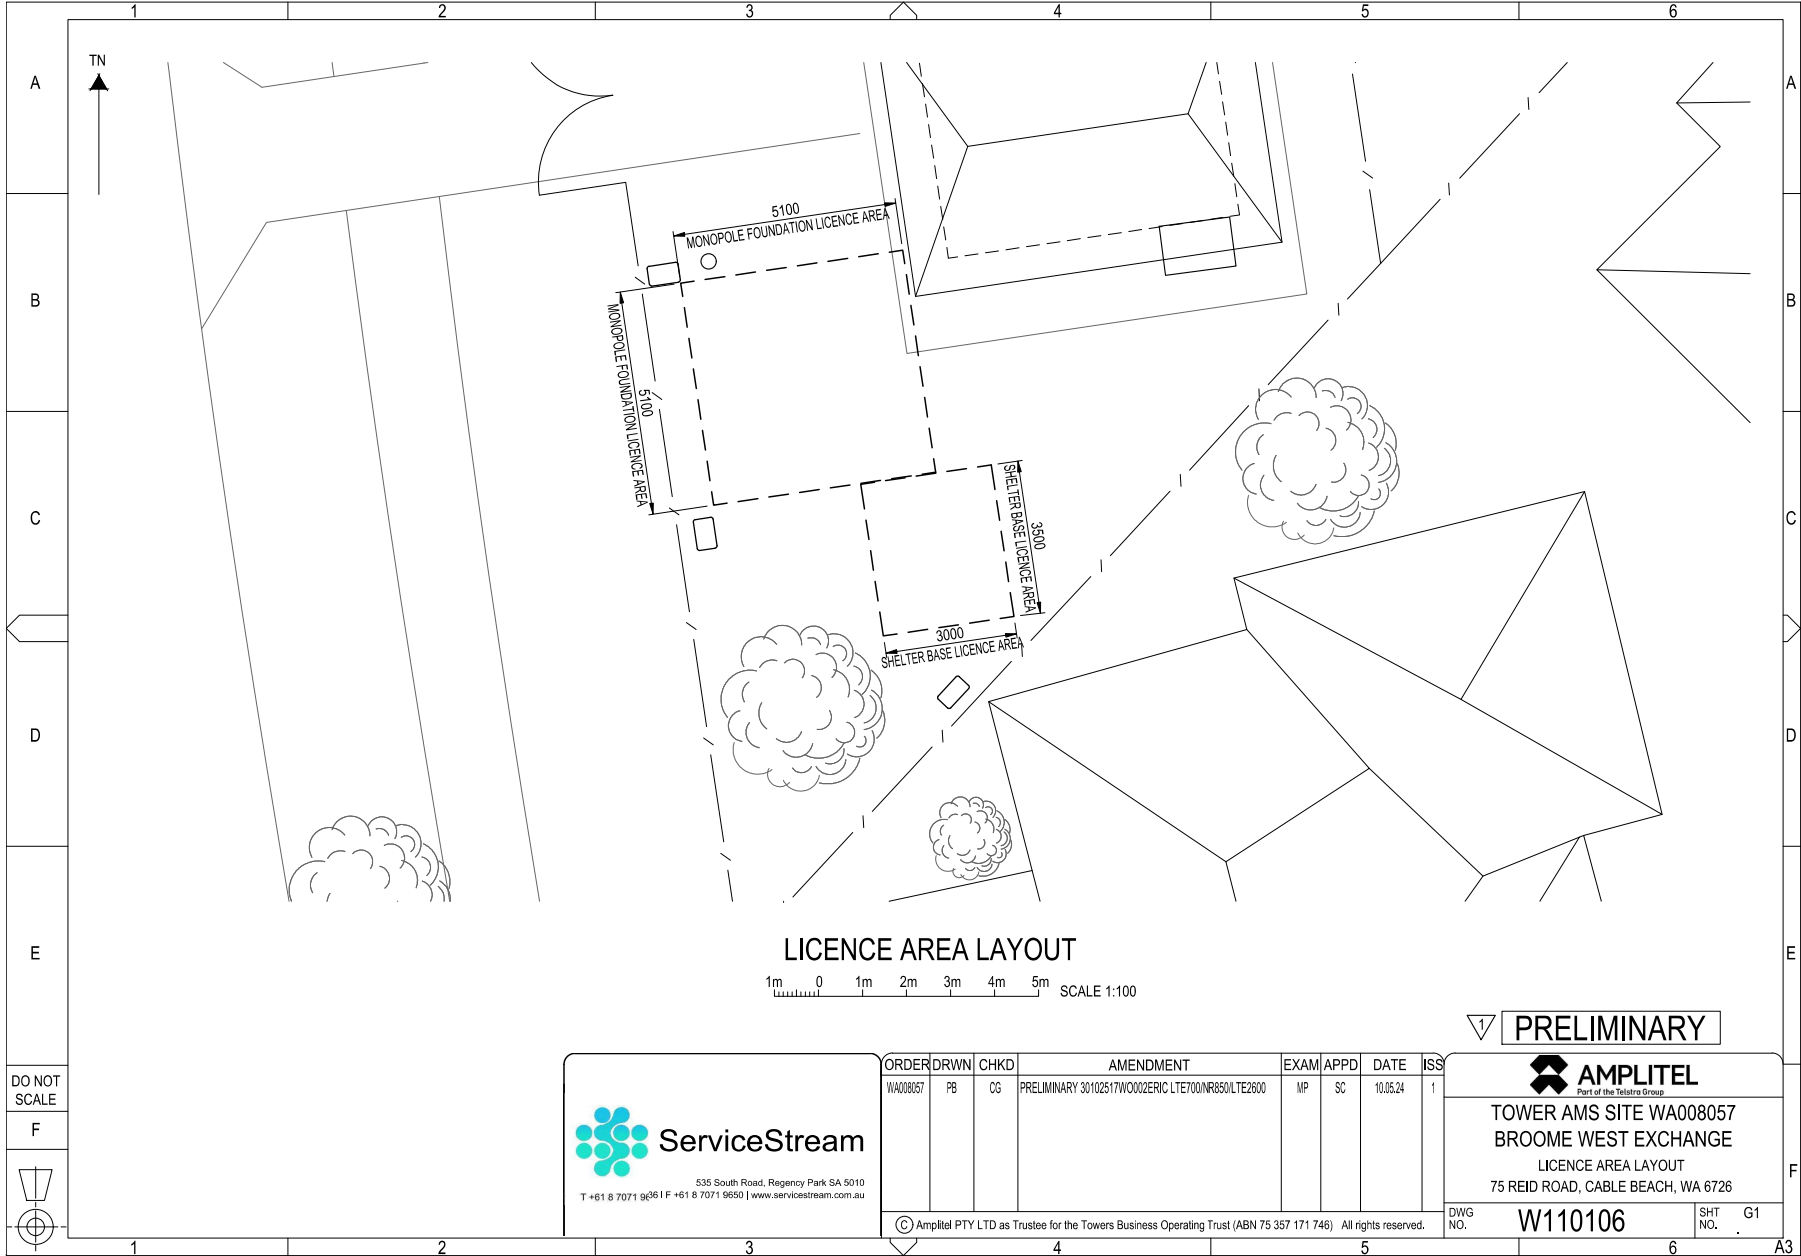 1 2 3 4 5 6
TN
A A
B B
C C
D D
E E
F F
5100
MONOPOLE FOUNDATION LICENCE AREA
5100
MONOPOLE FOUNDATION LICENCE AREA
3500
SHELTER BASE LICENCE AREA
3000
SHELTER BASE LICENCE AREA
LICENCE AREA LAYOUT
1m 0 1m 2m 3m 4m 5m SCALE 1:100
1 PRELIMINARY
DO NOT
SCALE
ServiceStream
535 South Road, Regency Park SA 5010
F +61 8 7071 9650 | www.servicestream.com.au
ORDER DRWN CHKD AMENDMENT EXAM APPD DATE ISS
WA008057 PB CG PRELIMINARY 30102517WO002ERIC LTE700/NR850/LTE2600 MP SC 10.05.24 1
© Amplitel PTY LTD as Trustee for the Towers Business Operating Trust (ABN 75 357 171 746) All rights reserved.
AMPLITEL
Part of the Telstra Group
TOWER AMS SITE WA008057
BROOME WEST EXCHANGE
LICENCE AREA LAYOUT
75 REID ROAD, CABLE BEACH, WA 6726
DWG
NO.
W110106
SHT
NO.
G1
.
1 2 3 4 5 6 A3